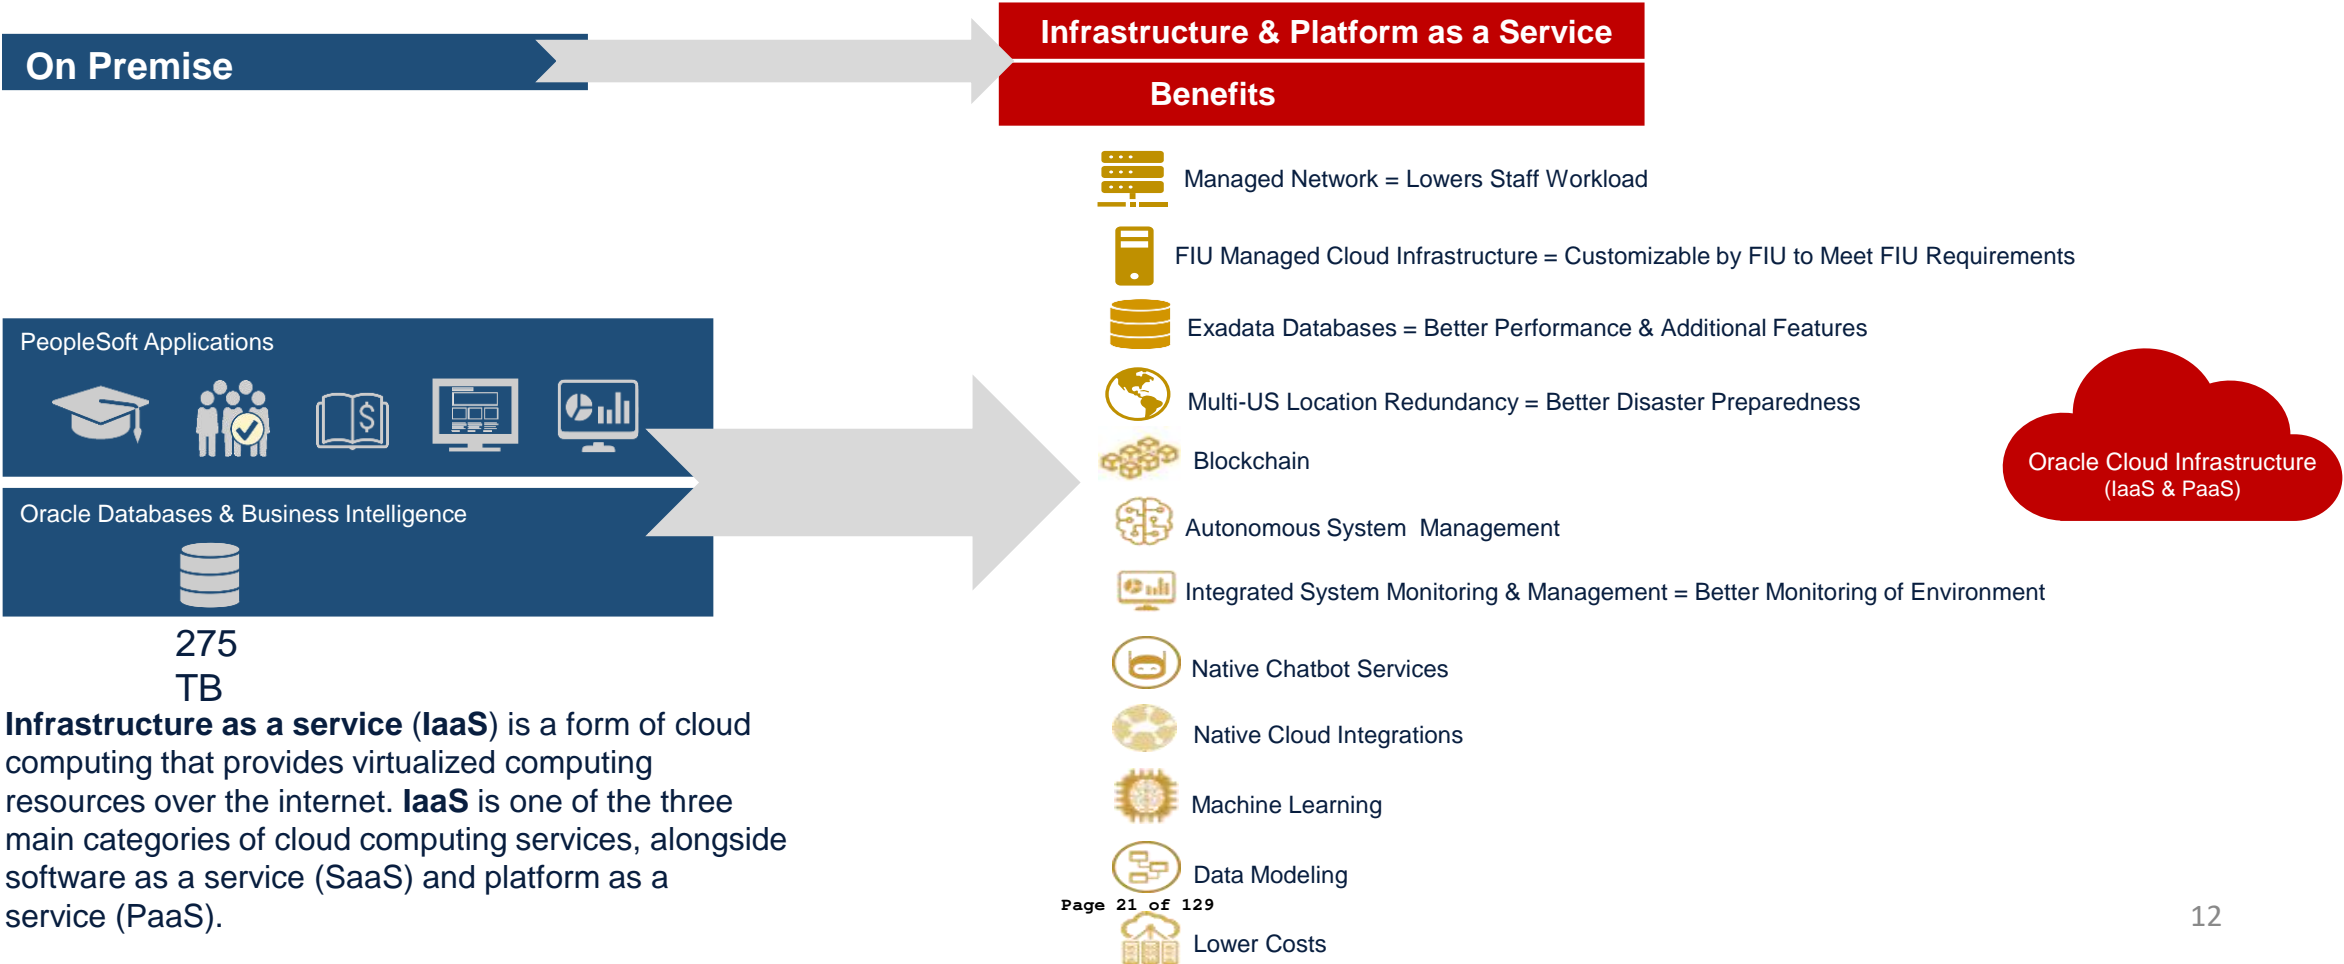 On Premise
Infrastructure & Platform as a Service
Benefits
PeopleSoft Applications
$
Oracle Databases & Business Intelligence
275
TB
Infrastructure as a service (IaaS) is a form of cloud
computing that provides virtualized computing
resources over the internet. IaaS is one of the three
main categories of cloud computing services, alongside
software as a service (SaaS) and platform as a
service (PaaS).
Managed Network = Lowers Staff Workload
FIU Managed Cloud Infrastructure = Customizable by FIU to Meet FIU Requirements
Exadata Databases = Better Performance & Additional Features
Multi-US Location Redundancy = Better Disaster Preparedness
Blockchain
Autonomous System  Management
Integrated System Monitoring & Management = Better Monitoring of Environment
Native Chatbot Services
Native Cloud Integrations
Machine Learning
Data Modeling
Page 21 of 129
Lower Costs
Oracle Cloud Infrastructure
(IaaS & PaaS)
12